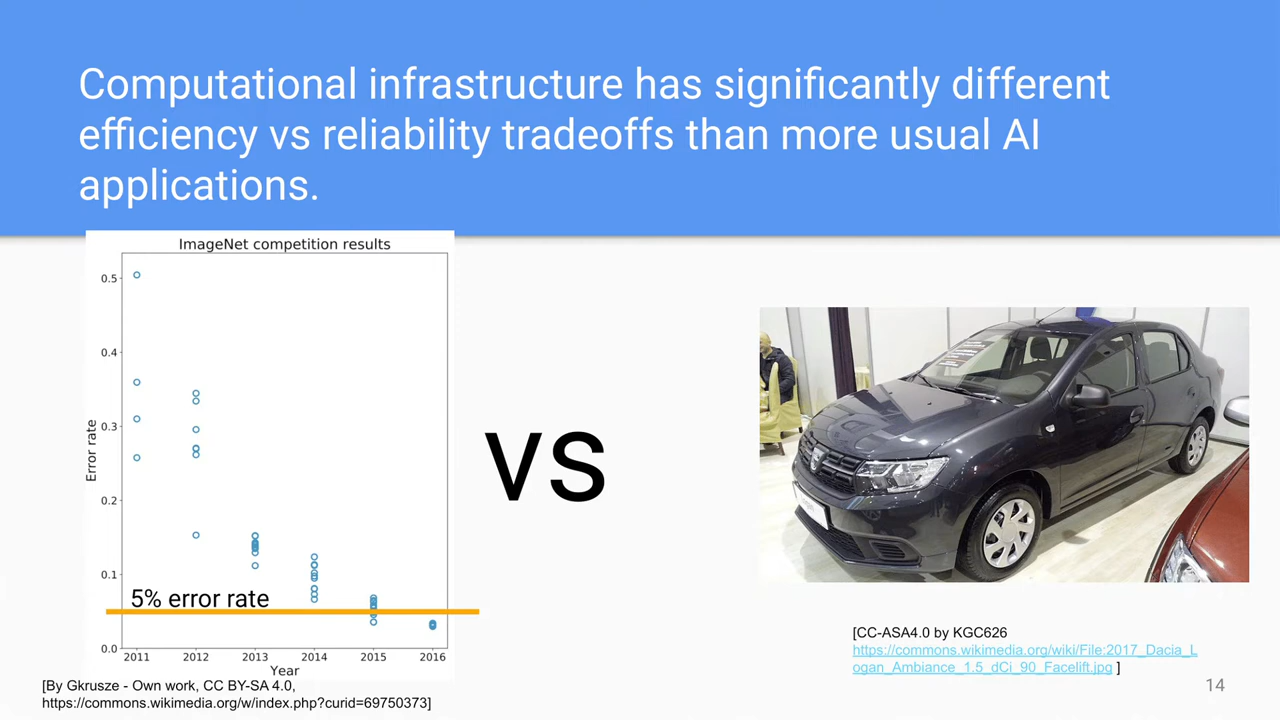 Computational infrastructure has significantly different
efficiency vs reliability tradeoffs than more usual AI
applications.
ImageNet competition results
0.5
0.4
0.3
0.2
0.1
0.0
Error rate
5% error rate
2011 2012 2013 2014 2015 2016
Year
[By Gkrusze - Own work, CC BY-SA 4.0,
https://commons.wikimedia.org/w/index.php?curid=69750373]
vs
[CC-ASA4.0 by KGC626
https://commons.wikimedia.org/wiki/File:2017_Dacia_L
ogan_Ambiance_1.5_dCi_90_Facelift.jpg ]
14